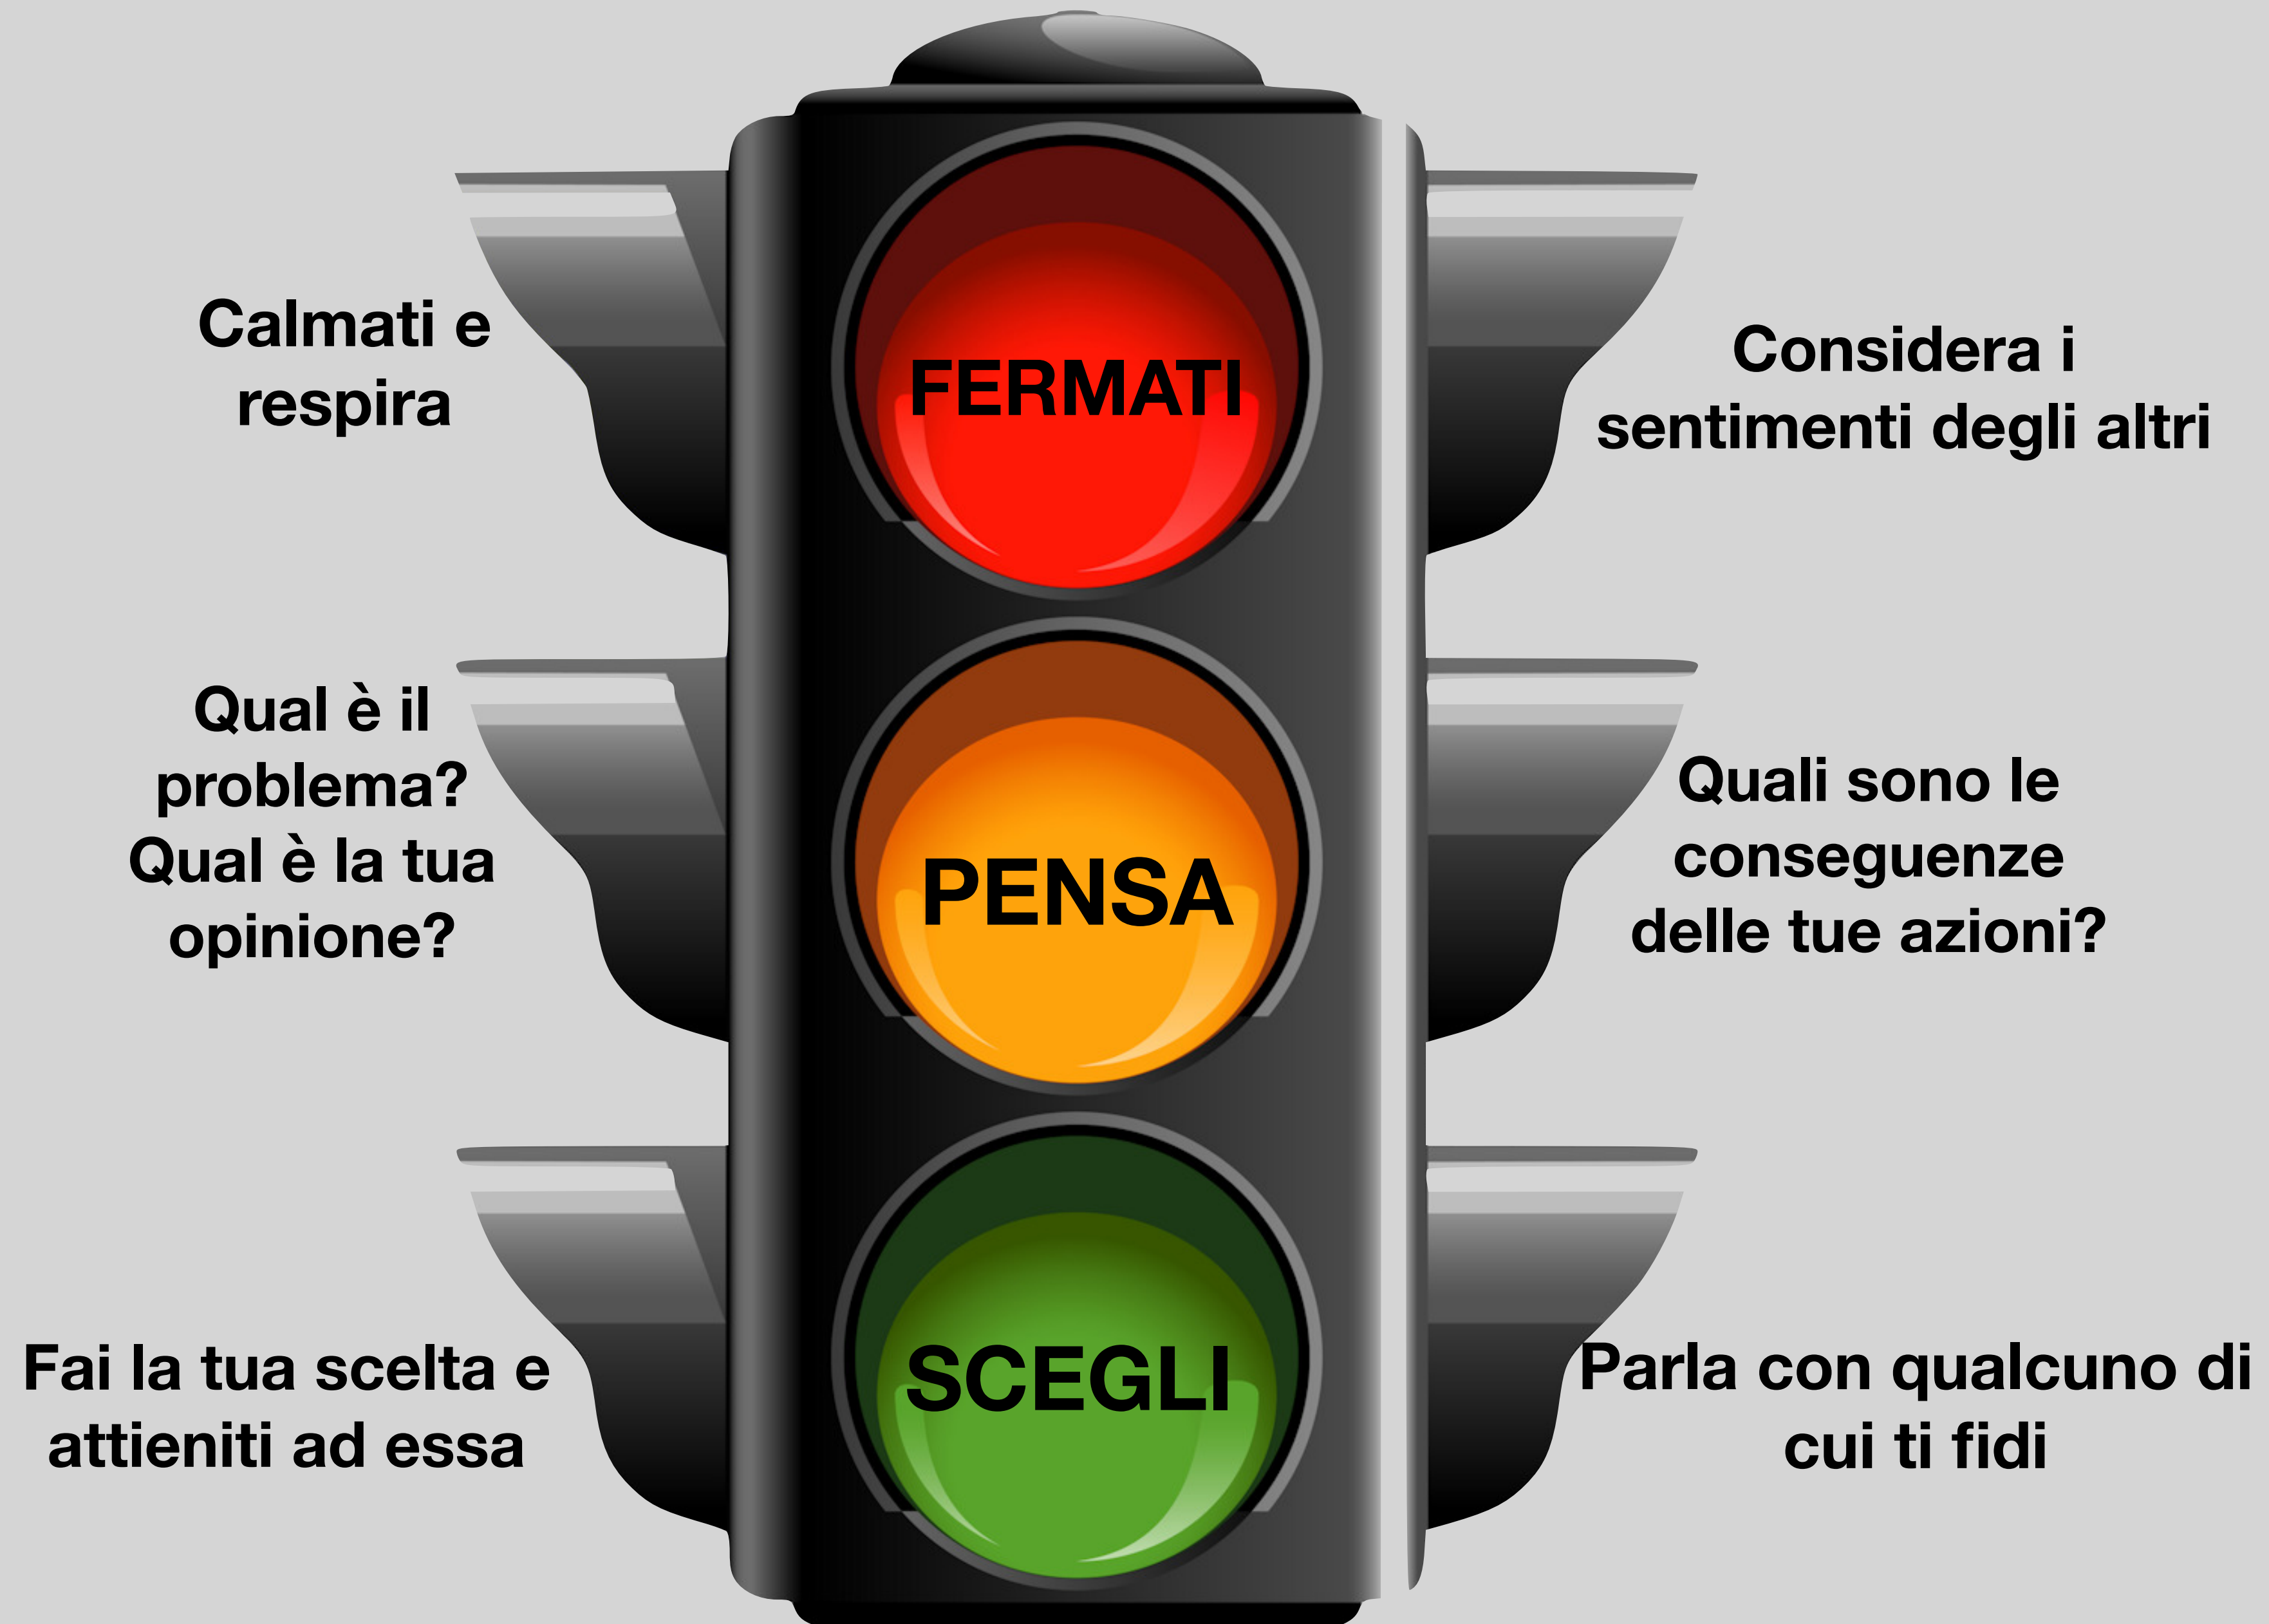 Calmati e
respira
FERMATI
Considera i
sentimenti degli altri
Qual è il
problema?
Qual è la tua
opinione?
PENSA
Quali sono le
conseguenze
delle tue azioni?
Fai la tua scelta e
attieniti ad essa
SCEGLI
Parla con qualcuno di
cui ti fidi